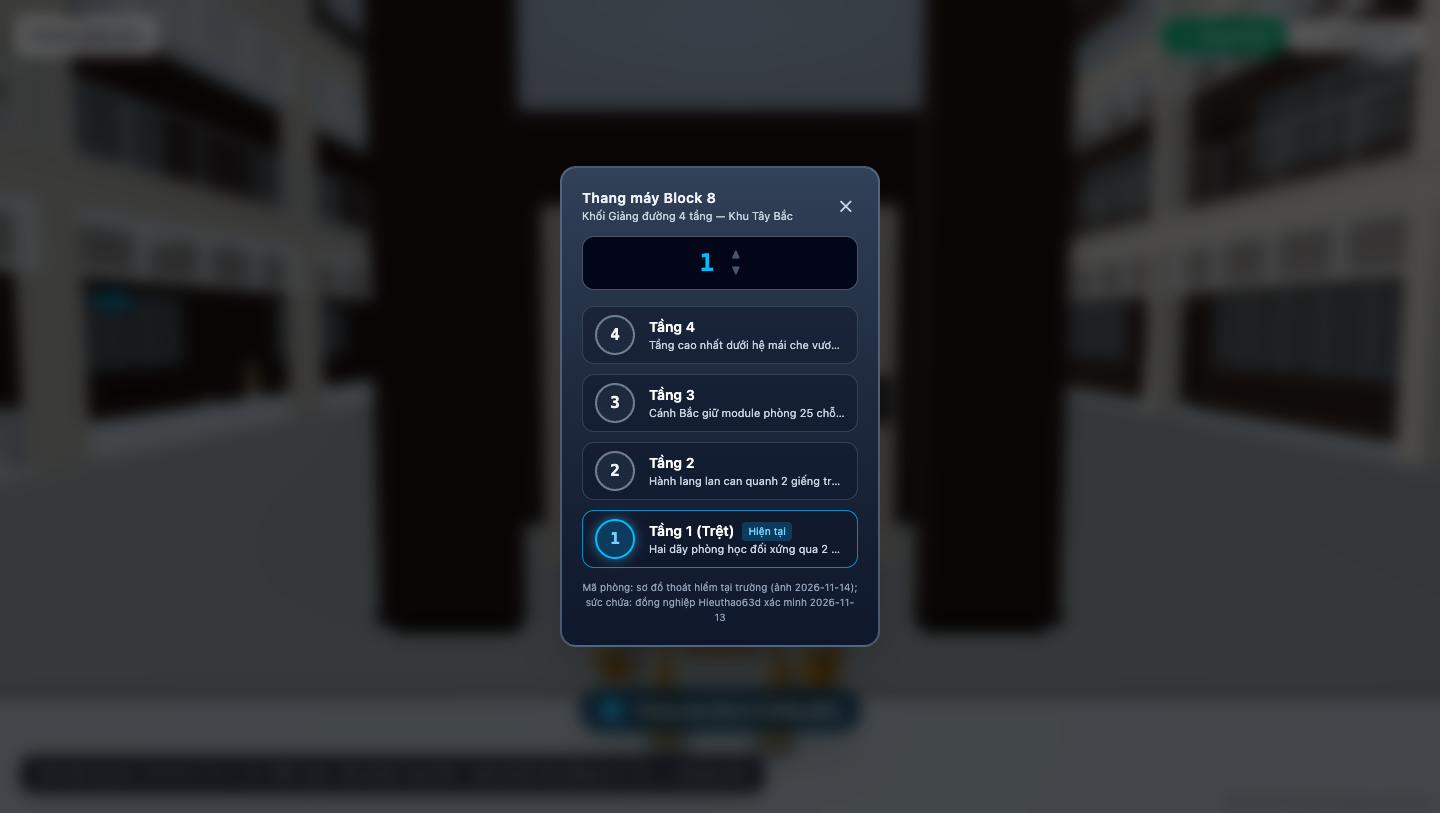 Thang máy Block 8
Khối Giảng đường 4 tầng — Khu Tây Bắc
1
4
Tầng 4
Tầng cao nhất dưới hệ mái che vươ...
3
Tầng 3
Cánh Bắc giữ module phòng 25 chỗ...
2
Tầng 2
Hành lang lan can quanh 2 giếng tr...
1
Tầng 1 (Trệt) Hiện tại
Hai dãy phòng học đối xứng qua 2 ...
Mã phòng: sơ đồ thoát hiểm tại trường (ảnh 2026-11-14);
sức chứa: đồng nghiệp Hieuthao63d xác minh 2026-11-
13